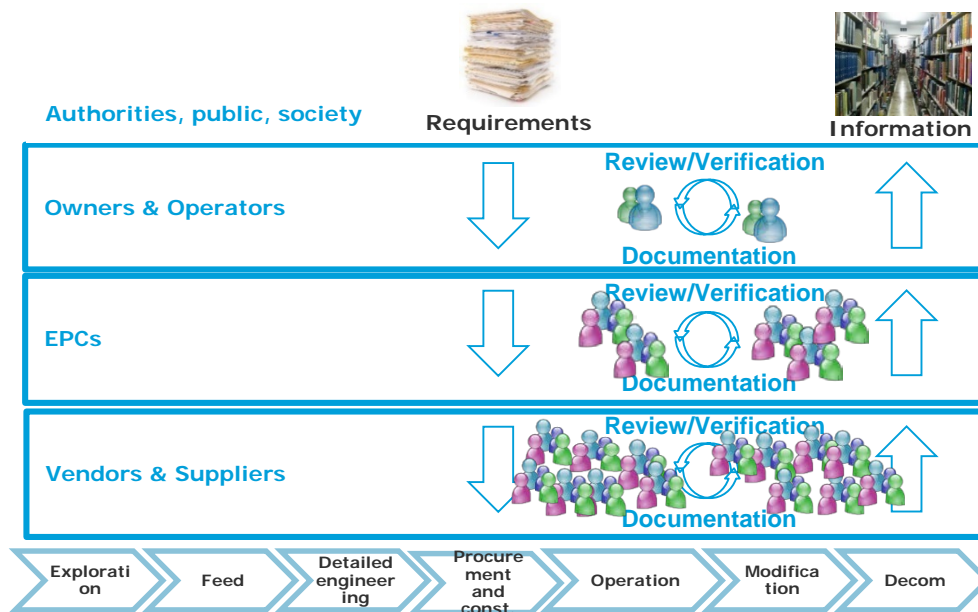 Authorities, public, society
Requirements
Information
Review/Verification
Owners & Operators
Documentation
Review/Verification
EPCs
Documentation
Review/Verification
Vendors & Suppliers
Documentation
Explorati
on
Feed
Detailed
engineer
ing
Procure
ment
and
const
Operation
Modifica
tion
Decom